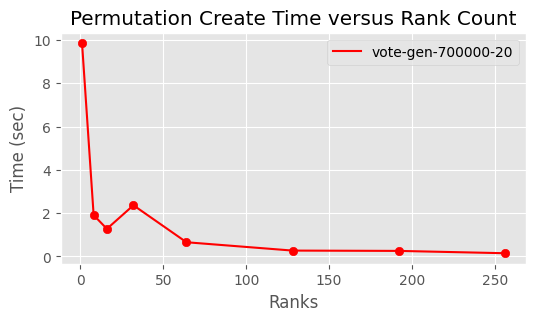 Permutation Create Time versus Rank Count
vote-gen-700000-20
10
8
6
4
2
0
Time (sec)
0 50 100 150 200 250
Ranks